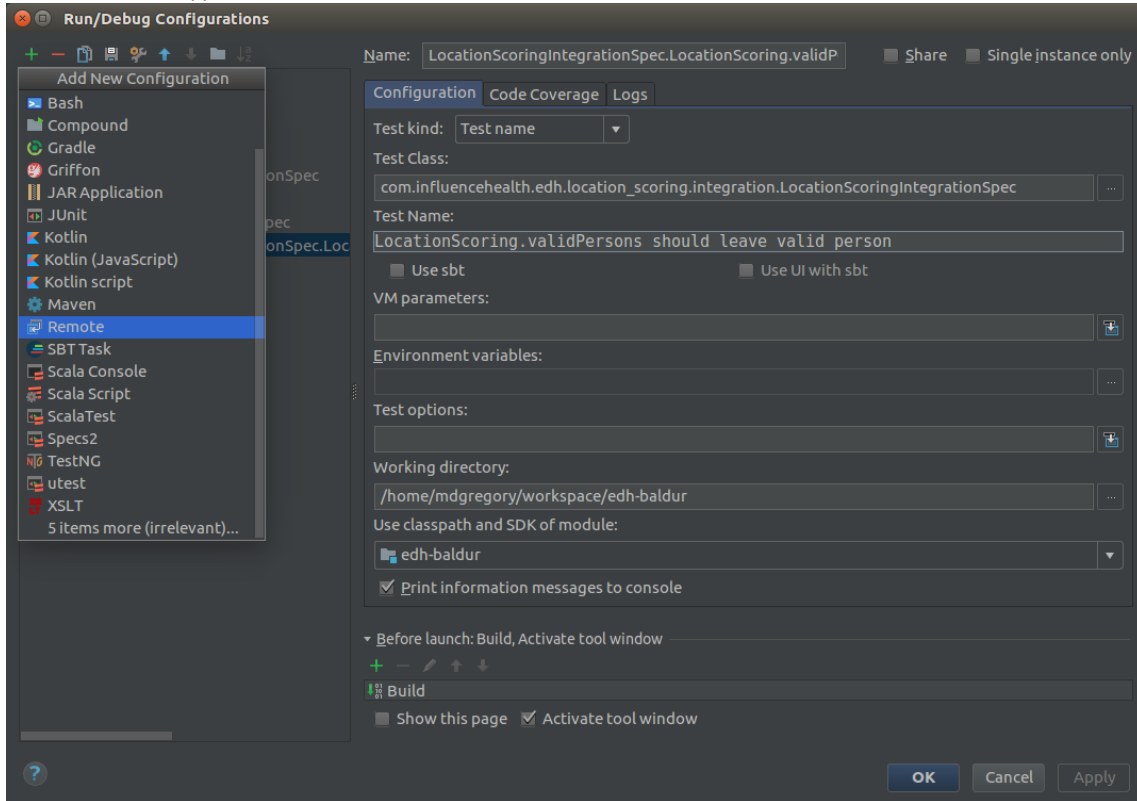 Run/Debug Configurations
Name: LocationScoringIntegrationSpec.LocationScoring.validP Share Single instance only
Add New Configuration
Bash
Compound
Gradle
Griffon
JAR Application
JUnit
Kotlin
Kotlin (JavaScript)
Kotlin script
Maven
Remote
SBT Task
Scala Console
Scala Script
ScalaTest
Specs2
TestNG
utest
XSLT
5 items more (irrelevant)...
onSpec
pec
onSpec.Loc
Configuration Code Coverage Logs
Test kind: Test name
Test Class:
com.influencehealth.edh.location_scoring.integration.LocationScoringIntegrationSpec
Test Name:
LocationScoring.validPersons should leave valid person
Use sbt Use UI with sbt
VM parameters:
Environment variables:
Test options:
Working directory:
/home/mdgregory/workspace/edh-baldur
Use classpath and SDK of module:
edh-baldur
Print information messages to console
Before launch: Build, Activate tool window
Build
Show this page Activate tool window
? OK Cancel Apply